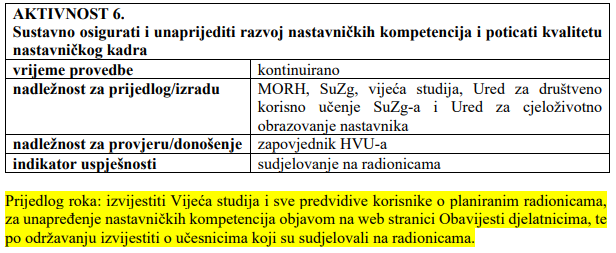 AKTIVNOST 6.
Sustavno osigurati i unaprijediti razvoj nastavničkih kompetencija i poticati kvalitetu
nastavničkog kadra
vrijeme provedbe kontinuirano
nadležnost za prijedlog/izradu MORH, SuZg, vijeća studija, Ured za društveno
korisno učenje SuZg-a i Ured za cjeloživotno
obrazovanje nastavnika
nadležnost za provjeru/donošenje zapovjednik HVU-a
indikator uspješnosti sudjelovanje na radionicama
Prijedlog roka: izvijestiti Vijeća studija i sve predvidive korisnike o planiranim radionicama,
za unapređenje nastavničkih kompetencija objavom na web stranici Obavijesti djelatnicima, te
po održavanju izvijestiti o učesnicima koji su sudjelovali na radionicama.